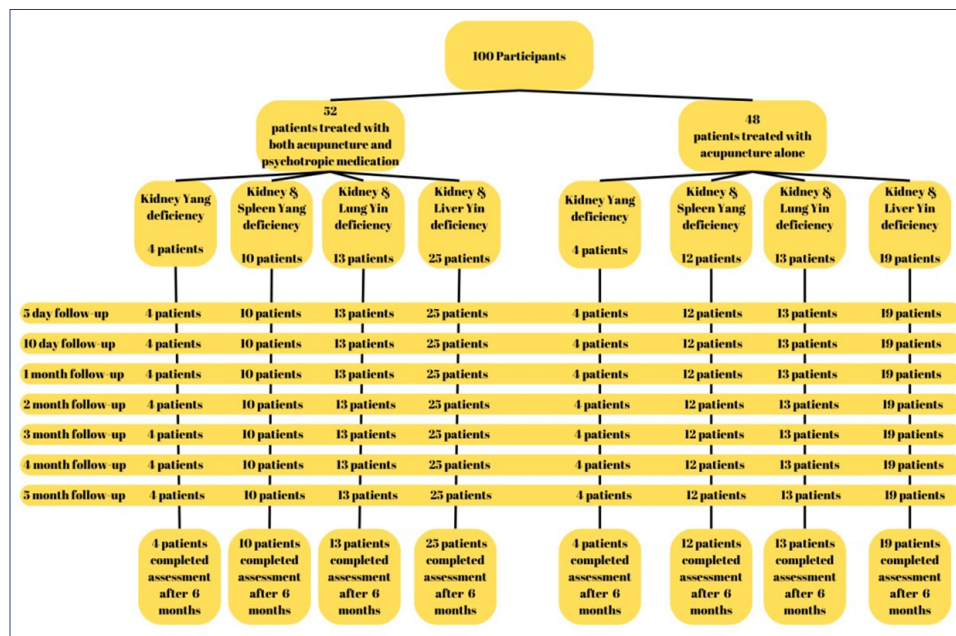 100 Participants
52
patients treated with
both acupuncture and
psychotropic medication
48
patients treated with
acupuncture alone
Kidney Yang
deficiency
4 patients
Kidney &
Spleen Yang
deficiency
10 patients
Kidney &
Lung Yin
deficiency
13 patients
Kidney &
Liver Yin
deficiency
25 patients
Kidney Yang
deficiency
4 patients
Kidney &
Spleen Yang
deficiency
12 patients
Kidney &
Lung Yin
deficiency
13 patients
Kidney &
Liver Yin
deficiency
19 patients
5 day follow-up 4 patients 10 patients 13 patients 25 patients 4 patients 12 patients 13 patients 19 patients
10 day follow-up 4 patients 10 patients 13 patients 25 patients 4 patients 12 patients 13 patients 19 patients
1 month follow-up 4 patients 10 patients 13 patients 25 patients 4 patients 12 patients 13 patients 19 patients
2 month follow-up 4 patients 10 patients 13 patients 25 patients 4 patients 12 patients 13 patients 19 patients
3 month follow-up 4 patients 10 patients 13 patients 25 patients 4 patients 12 patients 13 patients 19 patients
4 month follow-up 4 patients 10 patients 13 patients 25 patients 4 patients 12 patients 13 patients 19 patients
5 month follow-up 4 patients 10 patients 13 patients 25 patients 4 patients 12 patients 13 patients 19 patients
4 patients
completed
assessment
after 6
months
10 patients
completed
assessment
after 6
months
13 patients
completed
assessment
after 6
months
25 patients
completed
assessment
after 6
months
4 patients
completed
assessment
after 6
months
12 patients
completed
assessment
after 6
months
13 patients
completed
assessment
after 6
months
19 patients
completed
assessment
after 6
months